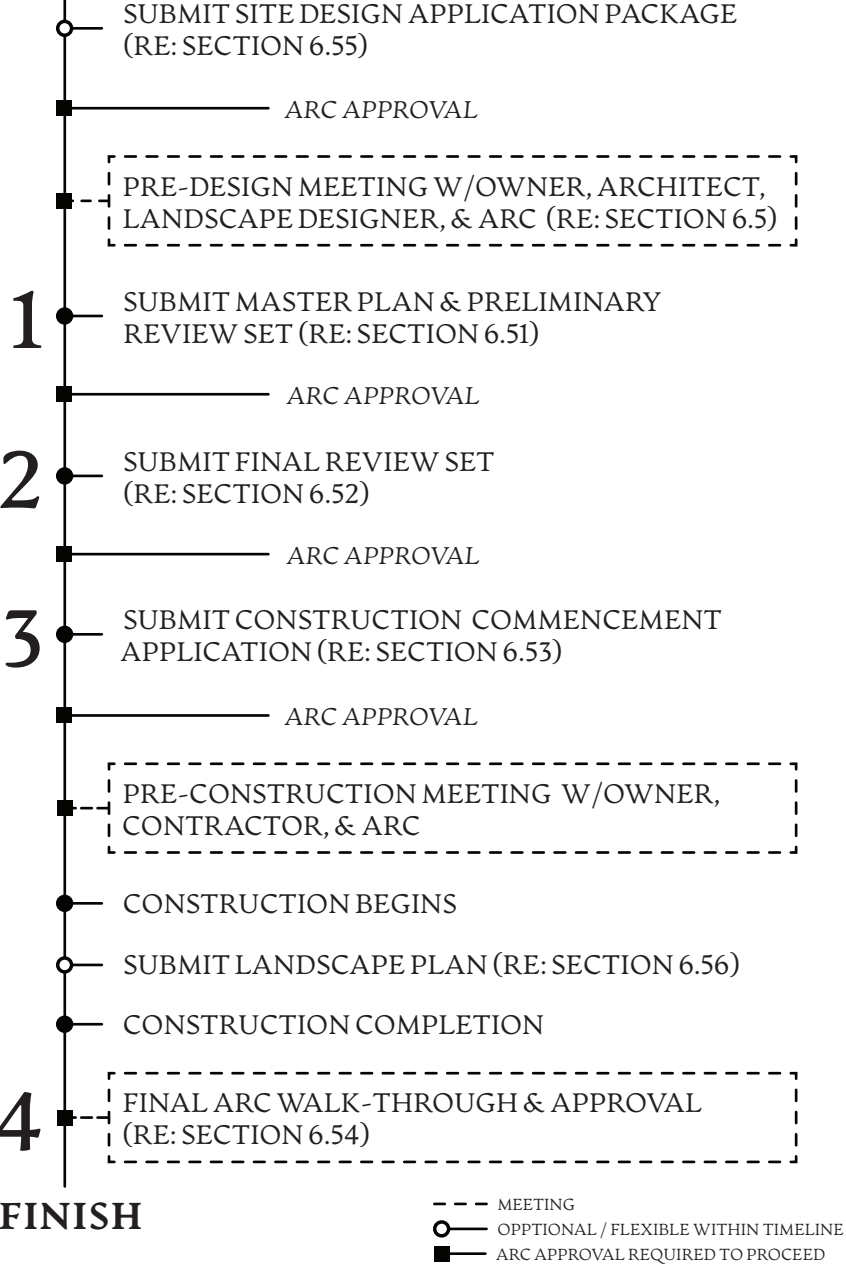 SUBMIT SITE DESIGN APPLICATION PACKAGE
(RE: SECTION 6.55)
ARC APPROVAL
PRE-DESIGN MEETING W/OWNER, ARCHITECT,
LANDSCAPE DESIGNER, & ARC (RE: SECTION 6.5)
1
SUBMIT MASTER PLAN & PRELIMINARY
REVIEW SET (RE: SECTION 6.51)
ARC APPROVAL
2
SUBMIT FINAL REVIEW SET
(RE: SECTION 6.52)
ARC APPROVAL
3
SUBMIT CONSTRUCTION COMMENCEMENT
APPLICATION (RE: SECTION 6.53)
ARC APPROVAL
PRE-CONSTRUCTION MEETING W/OWNER,
CONTRACTOR, & ARC
CONSTRUCTION BEGINS
SUBMIT LANDSCAPE PLAN (RE: SECTION 6.56)
CONSTRUCTION COMPLETION
4
FINAL ARC WALK-THROUGH & APPROVAL
(RE: SECTION 6.54)
FINISH
MEETING
OPPTIONAL / FLEXIBLE WITHIN TIMELINE
ARC APPROVAL REQUIRED TO PROCEED